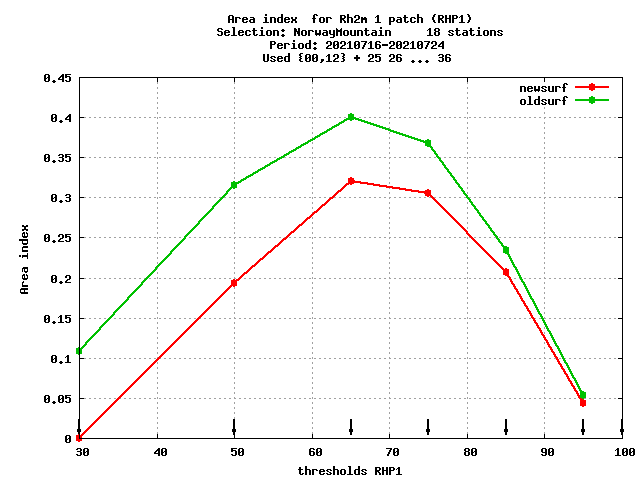 Area index  for Rh2m 1 patch (RHP1)
Selection: NorwayMountain     18 stations
Period: 20210716-20210724
Used {00,12} + 25 26 ... 36
newsurf
oldsurf
0.45
0.4
0.35
0.3
0.25
0.2
0.15
0.1
0.05
0
Area index
30 40 50 60 70 80 90 100
thresholds RHP1